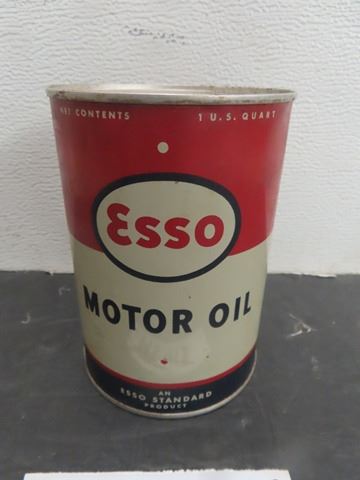 NET CONTENTS 1 U.S. QUART
Esso
MOTOR OIL
AN
ESSO STANDARD
PRODUCT